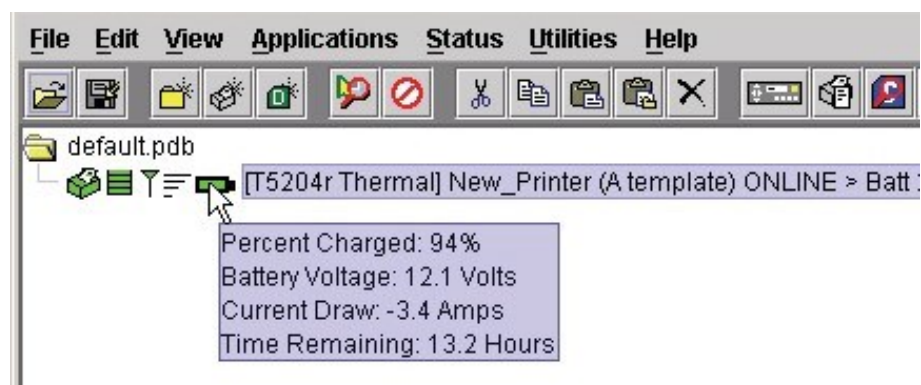 File Edit View Applications Status Utilities Help
default.pdb
[T5204r Thermal] New_Printer (A template) ONLINE > Batt
Percent Charged: 94%
Battery Voltage: 12.1 Volts
Current Draw: -3.4 Amps
Time Remaining: 13.2 Hours